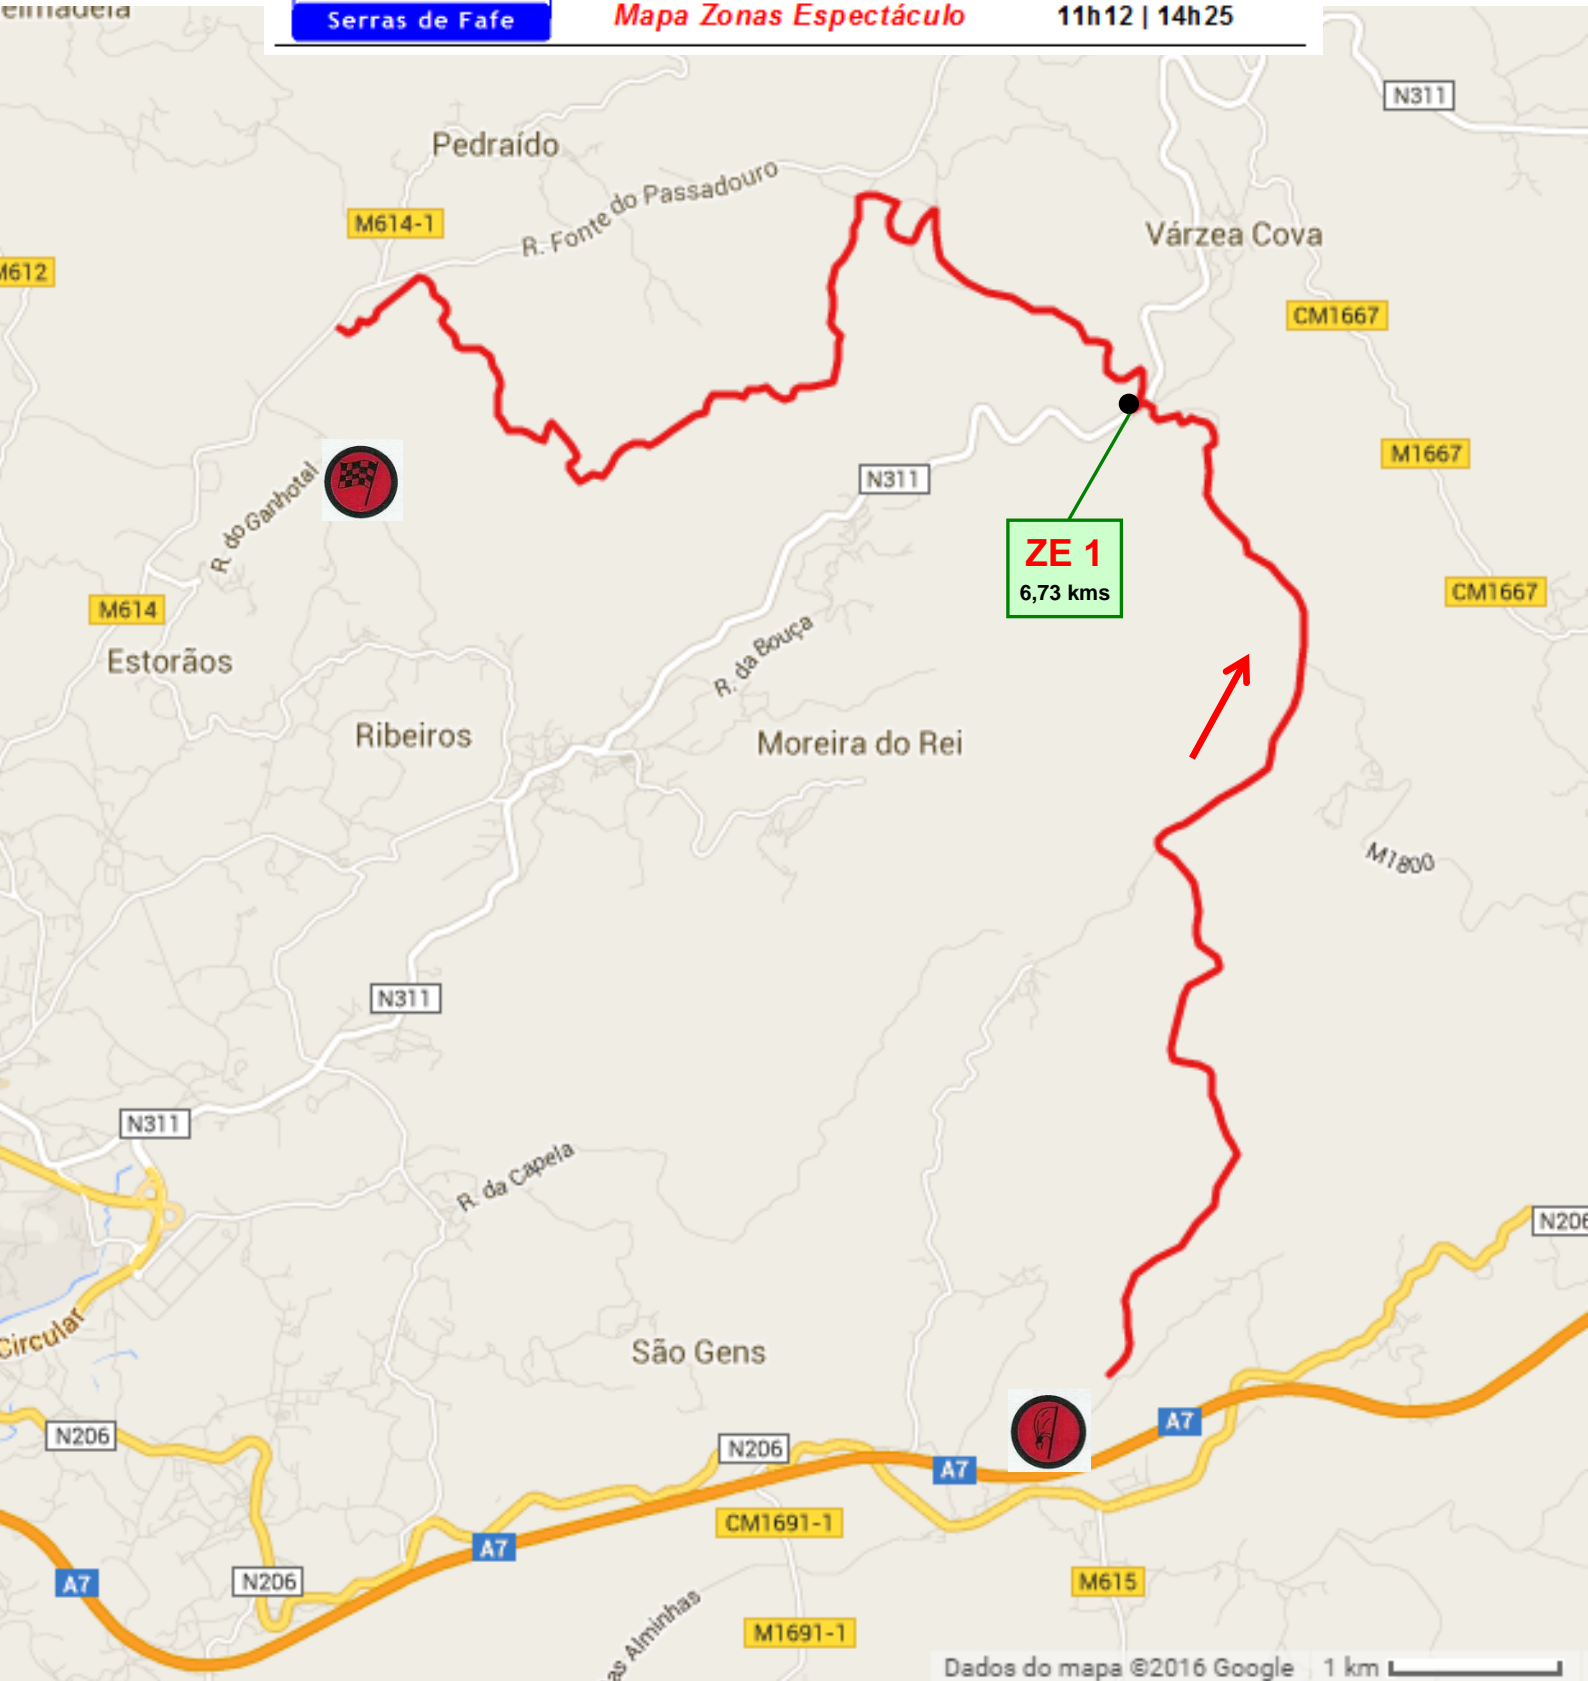 Serras de Fafe
Mapa Zonas Espectáculo
11h12 | 14h25
N311
Pedraído
R. Fonte do Passadouro
M614-1
Várzea Cova
M612
CM1667
M1667
N311
R. do Ganhotal
ZE 1
6,73 kms
CM1667
M614
R. da Bouça
Estorãos
Ribeiros
Moreira do Rei
M1800
N311
N311
R. da Capela
N206
Circular
São Gens
N206
N206
A7
A7
CM1691-1
A7
A7
N206
M615
as Alminhas
M1691-1
Dados do mapa ©2016 Google
1 km